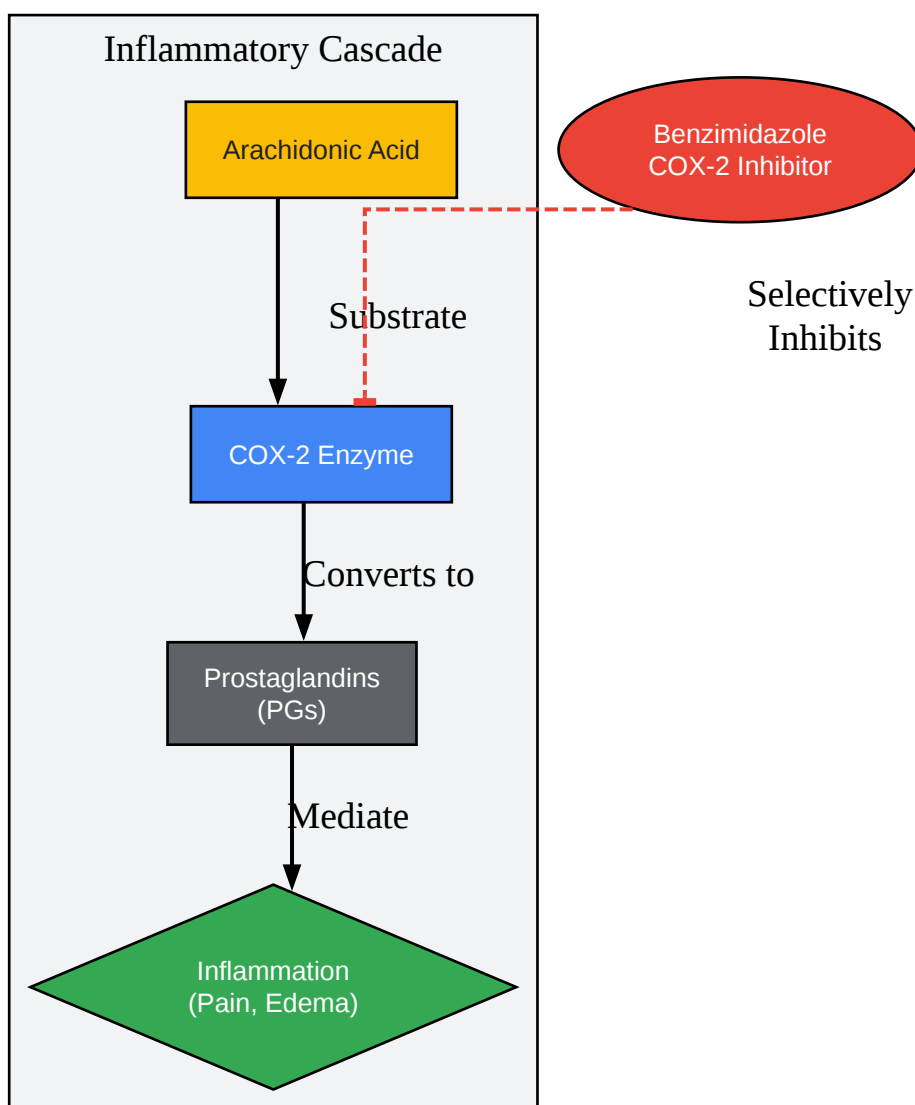 Inflammatory Cascade
Arachidonic Acid
Benzimidazole
COX-2 Inhibitor
Substrate
Selectively
Inhibits
COX-2 Enzyme
Converts to
Prostaglandins
(PGs)
Mediate
Inflammation
(Pain, Edema)